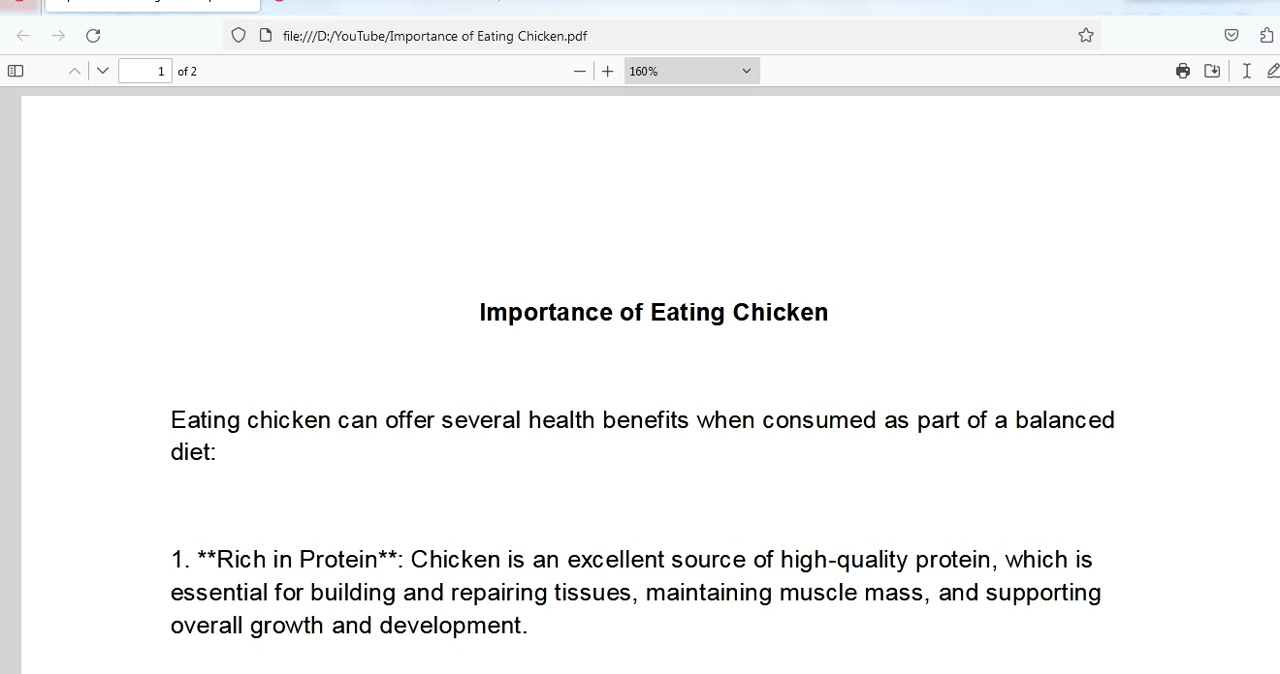 file:///D:/YouTube/Importance of Eating Chicken.pdf
1 of 2
160%
Importance of Eating Chicken
Eating chicken can offer several health benefits when consumed as part of a balanced
diet:
1. **Rich in Protein**: Chicken is an excellent source of high-quality protein, which is
essential for building and repairing tissues, maintaining muscle mass, and supporting
overall growth and development.